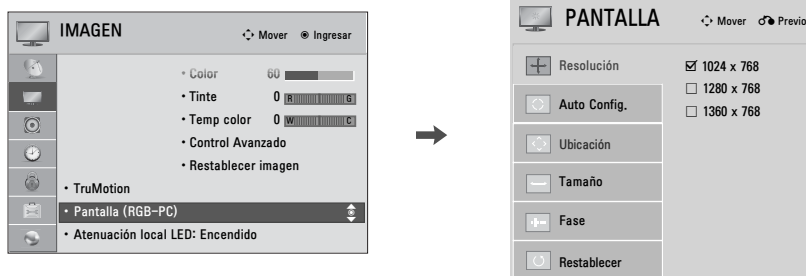 IMAGEN
Mover
Ingresar
• Color 60
• Tinte 0 R G
• Temp color 0 W C
• Control Avanzado
• Restablecer imagen
• TruMotion
• Pantalla (RGB-PC)
• Atenuación local LED: Encendido
PANTALLA
Mover
Previo
Resolución
Auto Config.
Ubicación
Tamaño
Fase
Restablecer
☑ 1024 x 768
☐ 1280 x 768
☐ 1360 x 768